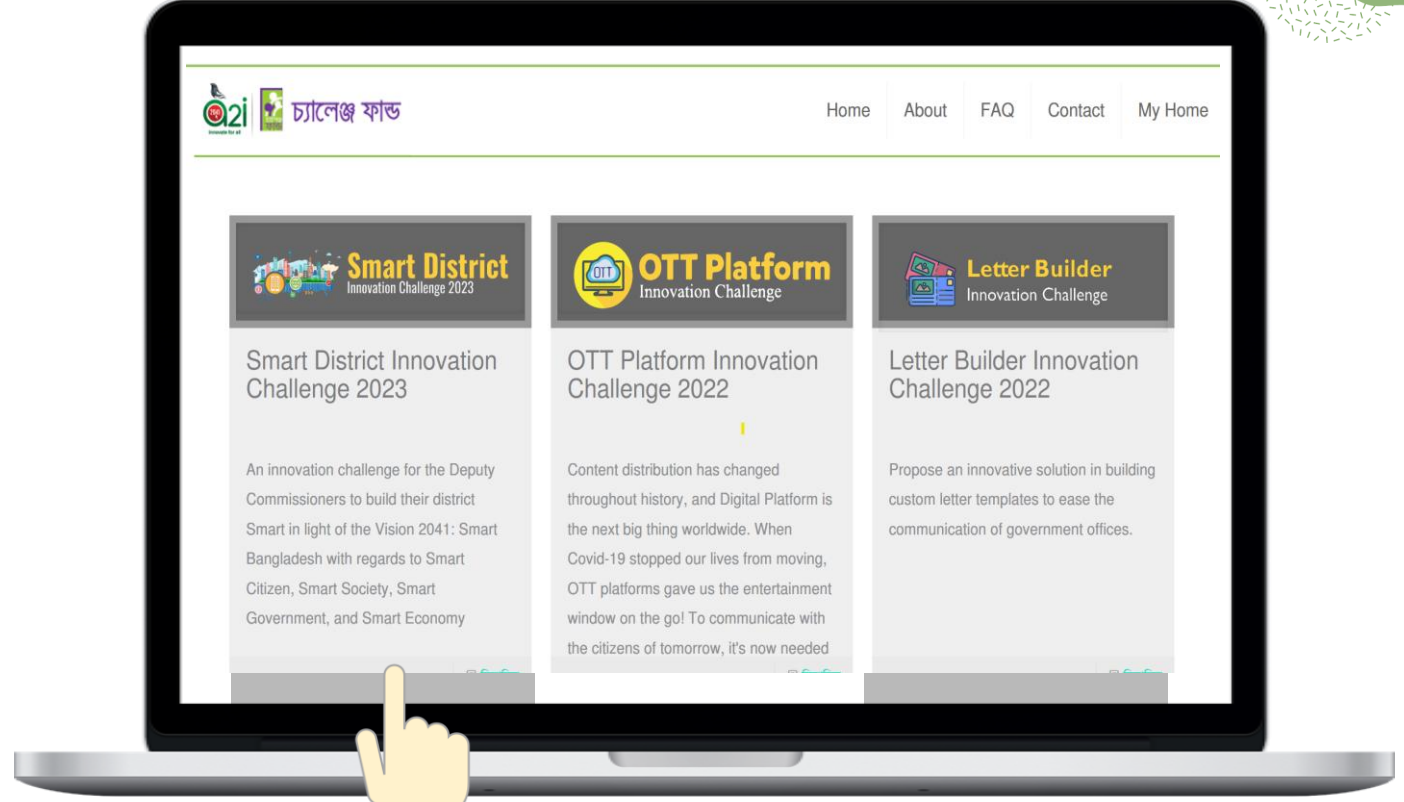 a2i চ্যালেঞ্জ ফান্ড
Home About FAQ Contact My Home
Smart District
Innovation Challenge 2023
Smart District Innovation
Challenge 2023
An innovation challenge for the Deputy
Commissioners to build their district
Smart in light of the Vision 2041: Smart
Bangladesh with regards to Smart
Citizen, Smart Society, Smart
Government, and Smart Economy
OTT
OTT Platform
Innovation Challenge
OTT Platform Innovation
Challenge 2022
Content distribution has changed
throughout history, and Digital Platform is
the next big thing worldwide. When
Covid-19 stopped our lives from moving,
OTT platforms gave us the entertainment
window on the go! To communicate with
the citizens of tomorrow, it's now needed
Letter Builder
Innovation Challenge
Letter Builder Innovation
Challenge 2022
Propose an innovative solution in building
custom letter templates to ease the
communication of government offices.